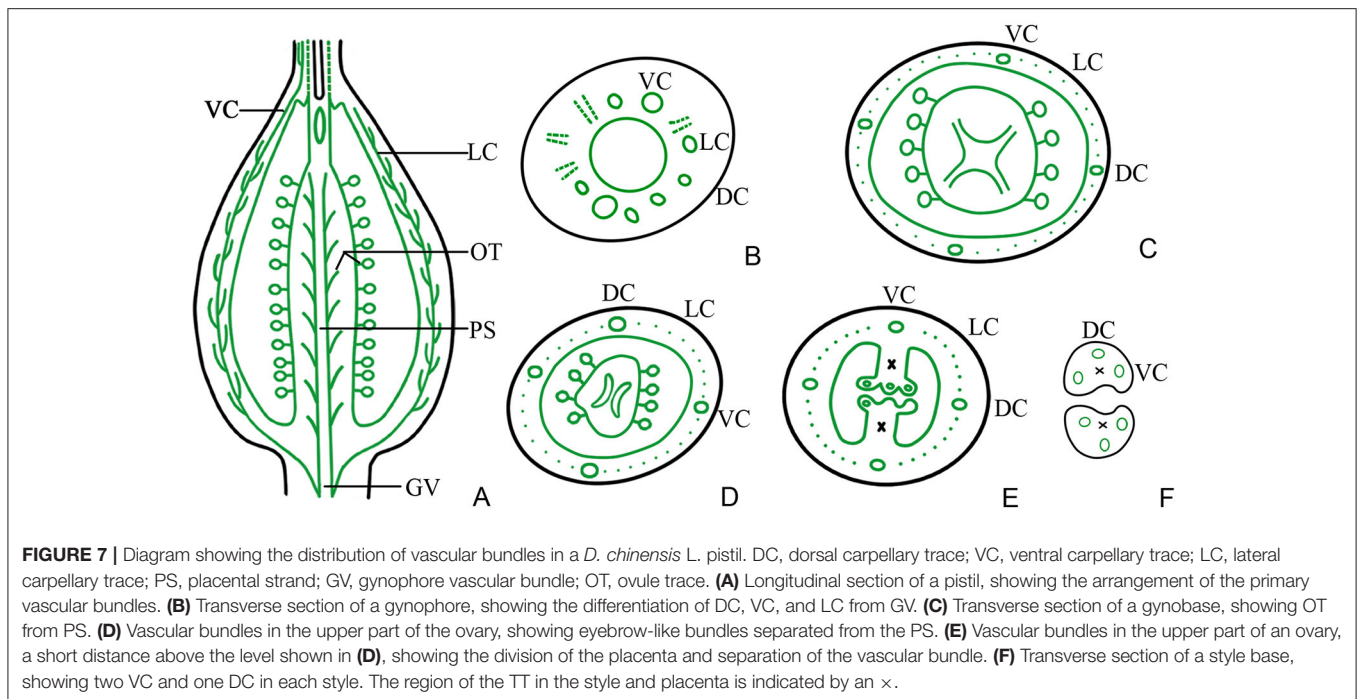 VC
LC
OT
PS
GV
A
VC
LC
DC
B
VC
LC
DC
C
DC
LC
VC
D
VC
LC
DC
E
DC
VC
F
FIGURE 7 | Diagram showing the distribution of vascular bundles in a D. chinensis L. pistil. DC, dorsal carpellary trace; VC, ventral carpellary trace; LC, lateral
carpellary trace; PS, placental strand; GV, gynophore vascular bundle; OT, ovule trace. (A) Longitudinal section of a pistil, showing the arrangement of the primary
vascular bundles. (B) Transverse section of a gynophore, showing the differentiation of DC, VC, and LC from GV. (C) Transverse section of a gynobase, showing OT
from PS. (D) Vascular bundles in the upper part of the ovary, showing eyebrow-like bundles separated from the PS. (E) Vascular bundles in the upper part of an ovary,
a short distance above the level shown in (D), showing the division of the placenta and separation of the vascular bundle. (F) Transverse section of a style base,
showing two VC and one DC in each style. The region of the TT in the style and placenta is indicated by an ×.